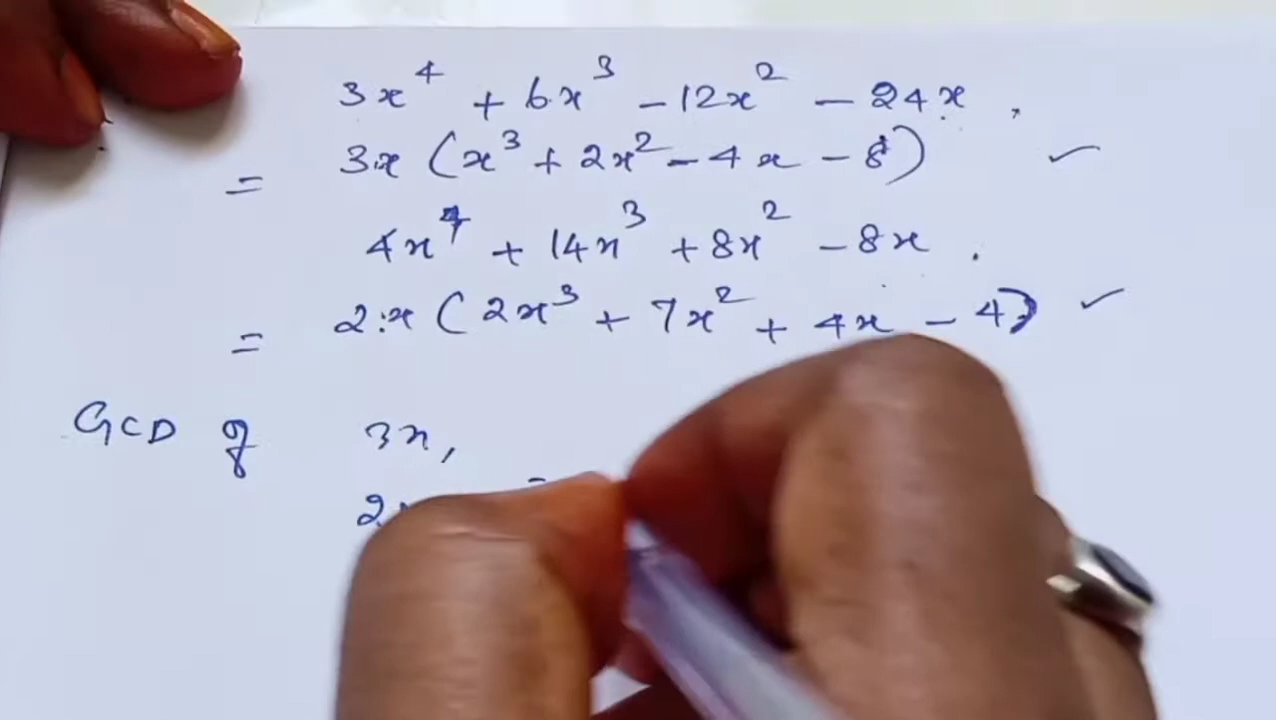 3x⁴ + 6x³ - 12x² - 24x.
= 3x (x³ + 2x² - 4x - 8) ✓
4x⁴ + 14x³ + 8x² - 8x.
= 2x (2x³ + 7x² + 4x - 4) ✓
GCD of 3x,
2